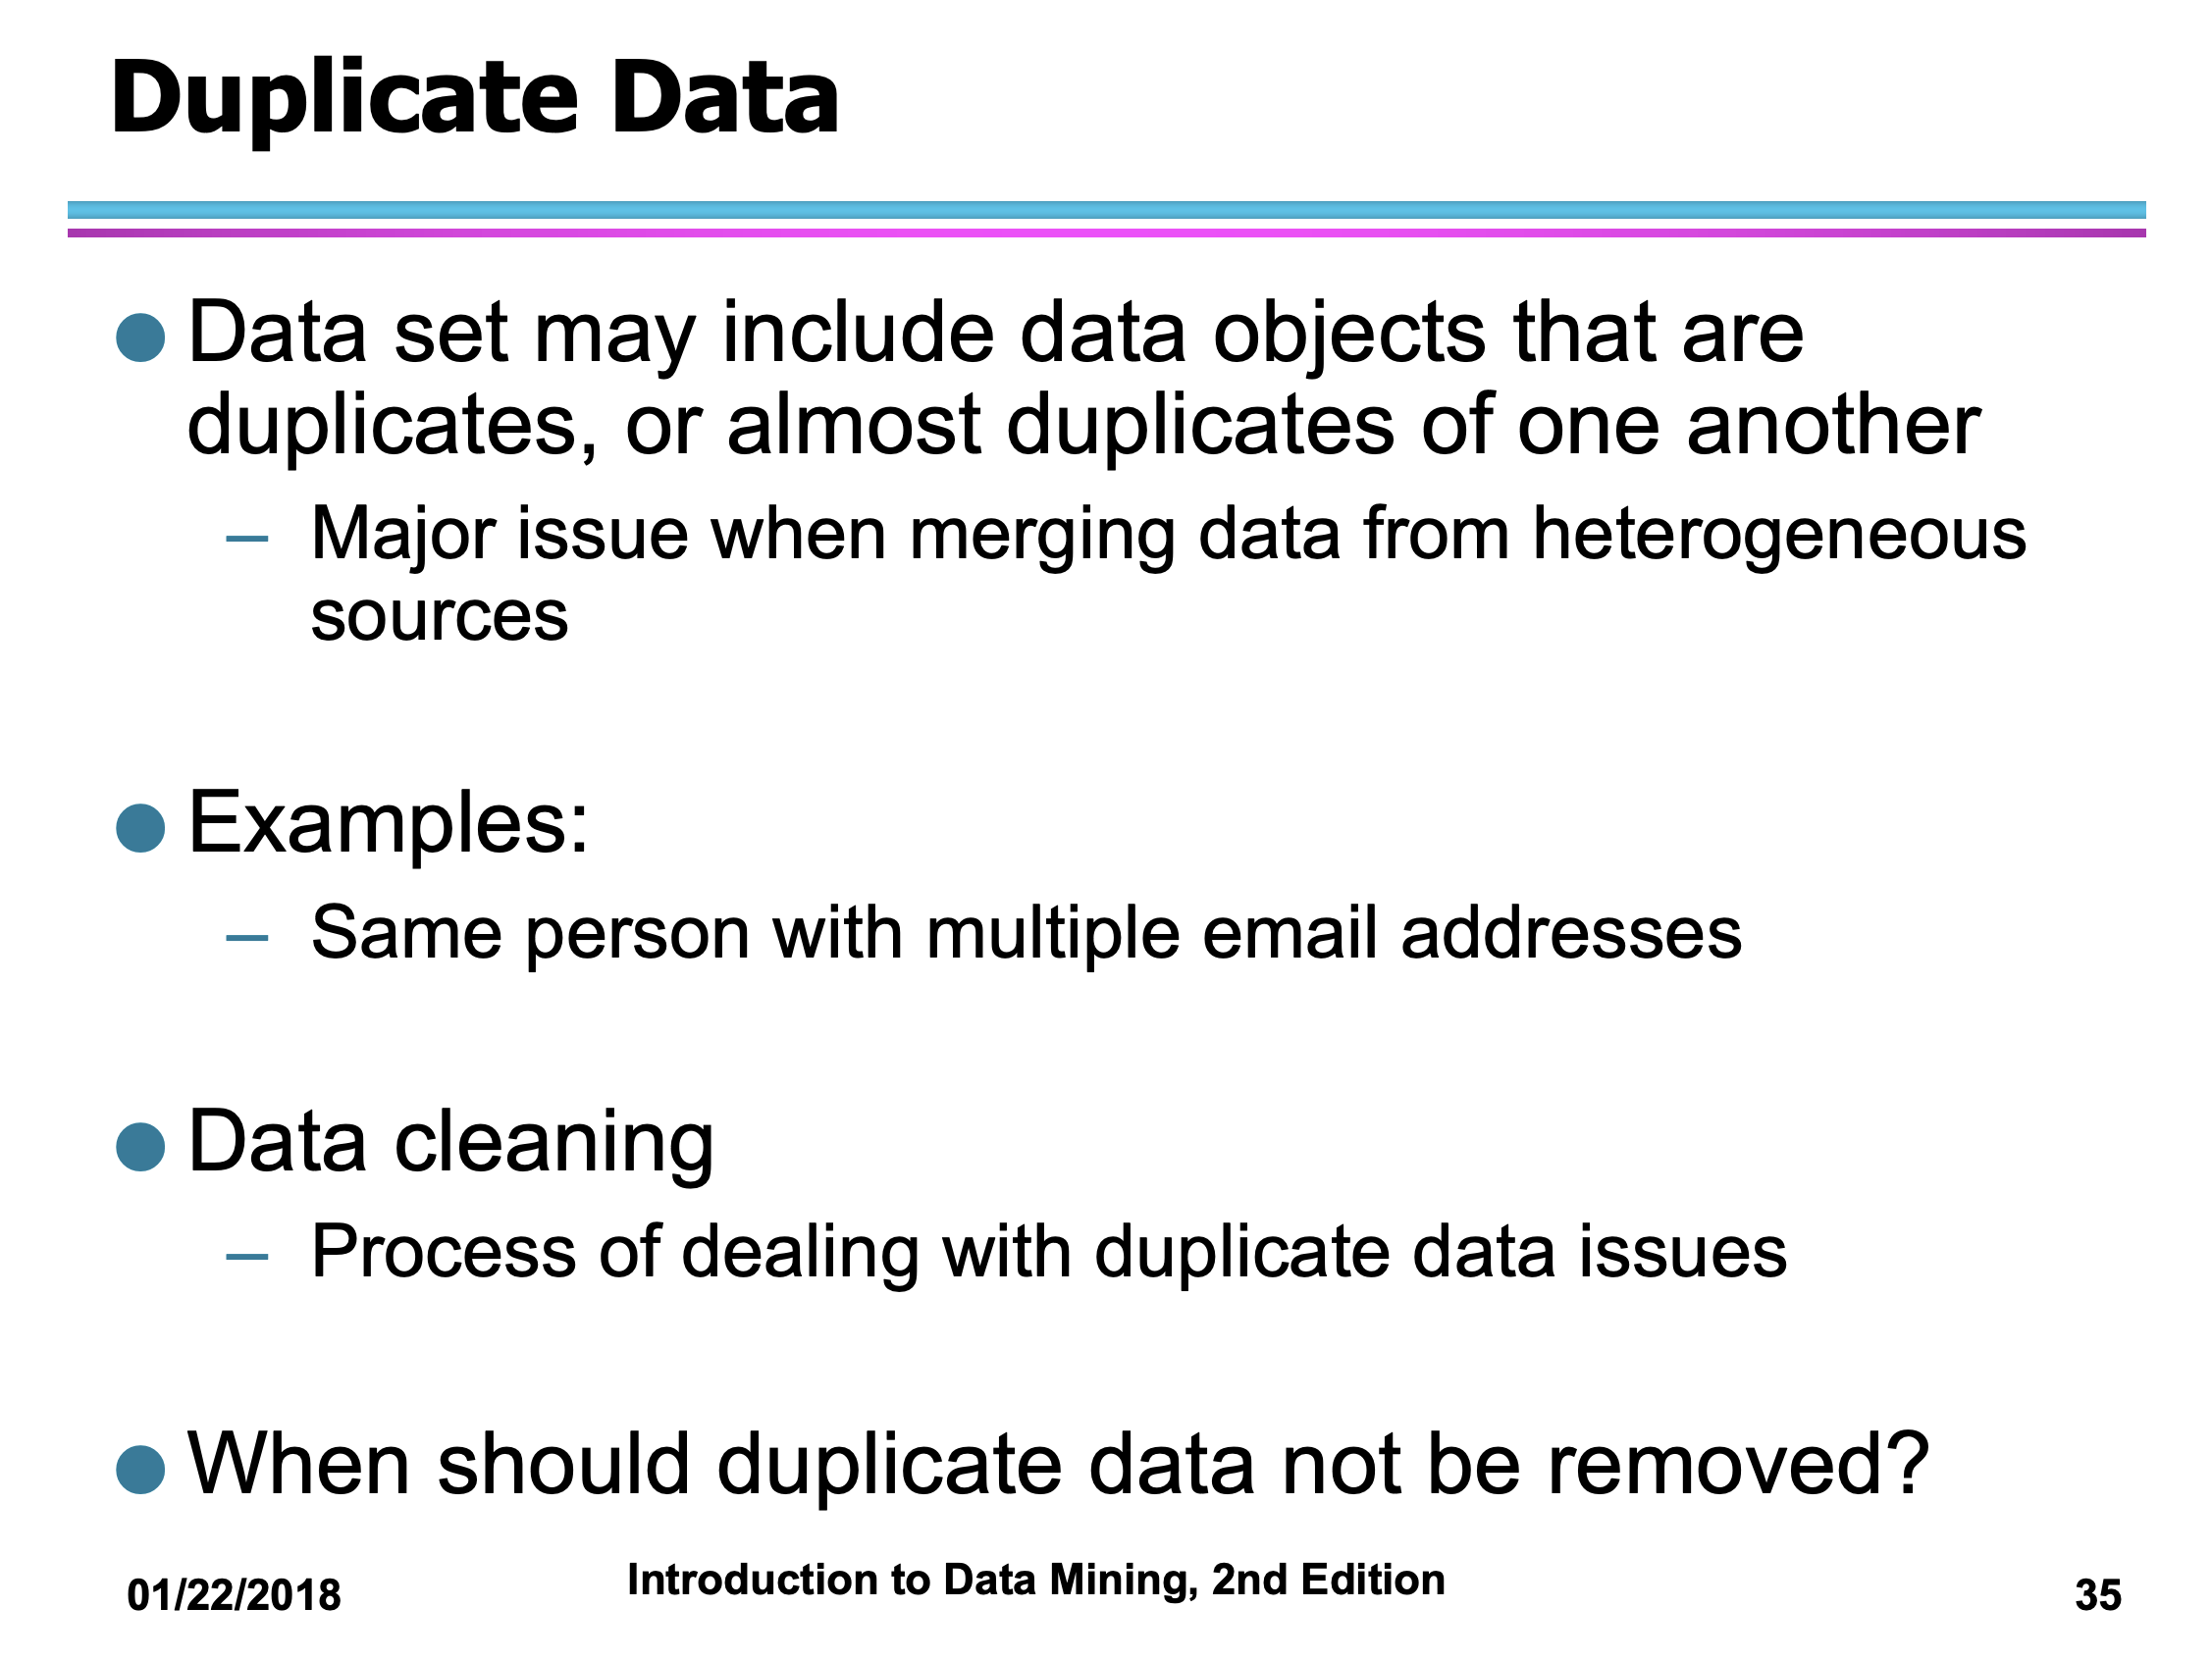 Duplicate Data
● Data set may include data objects that are
duplicates, or almost duplicates of one another
– Major issue when merging data from heterogeneous
sources
● Examples:
– Same person with multiple email addresses
● Data cleaning
– Process of dealing with duplicate data issues
● When should duplicate data not be removed?
01/22/2018 Introduction to Data Mining, 2nd Edition 35